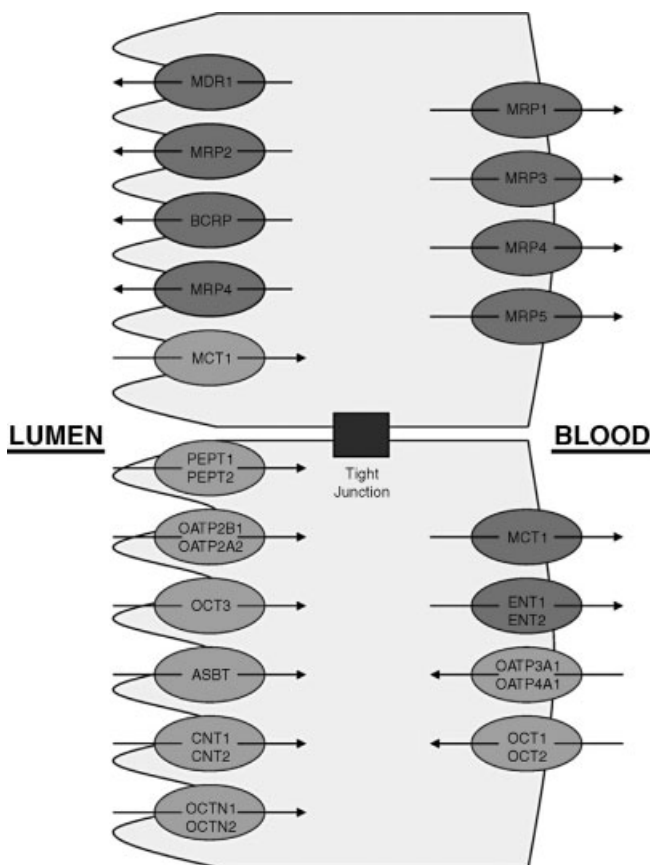 MDR1
MRP2
BCRP
MRP4
MCT1
MRP1
MRP3
MRP4
MRP5
LUMEN
BLOOD
Tight
Junction
PEPT1
PEPT2
OATP2B1
OATP2A2
OCT3
ASBT
CNT1
CNT2
OCTN1
OCTN2
MCT1
ENT1
ENT2
OATP3A1
OATP4A1
OCT1
OCT2